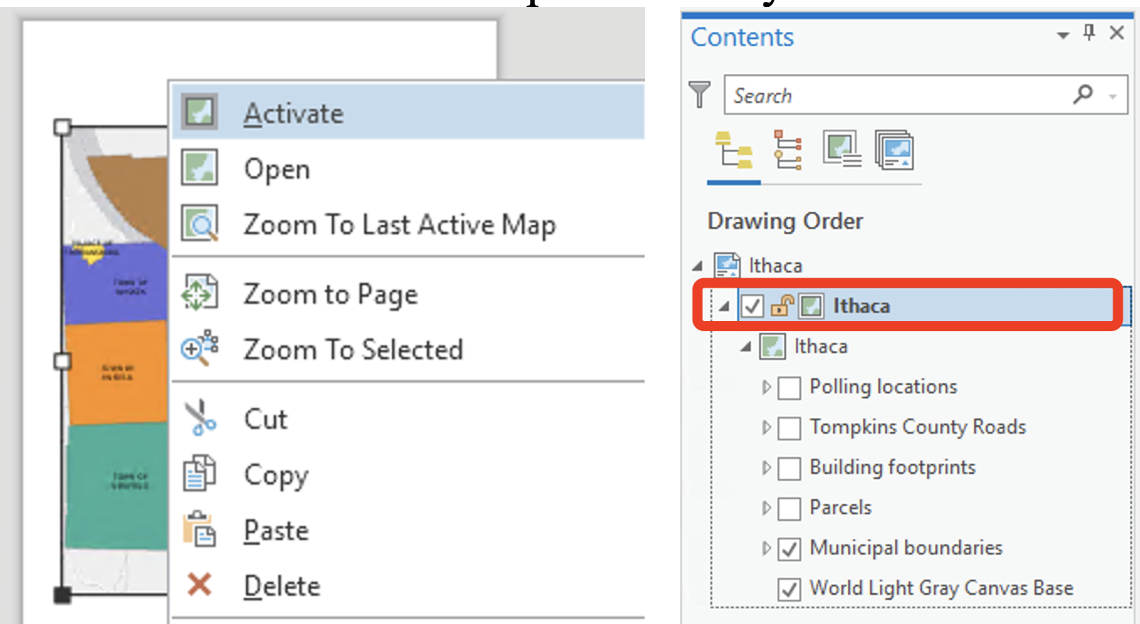 Activate
Open
Zoom To Last Active Map
Zoom to Page
Zoom To Selected
Cut
Copy
Paste
Delete
Contents
Search
Drawing Order
Ithaca
Ithaca
Ithaca
Polling locations
Tompkins County Roads
Building footprints
Parcels
Municipal boundaries
World Light Gray Canvas Base